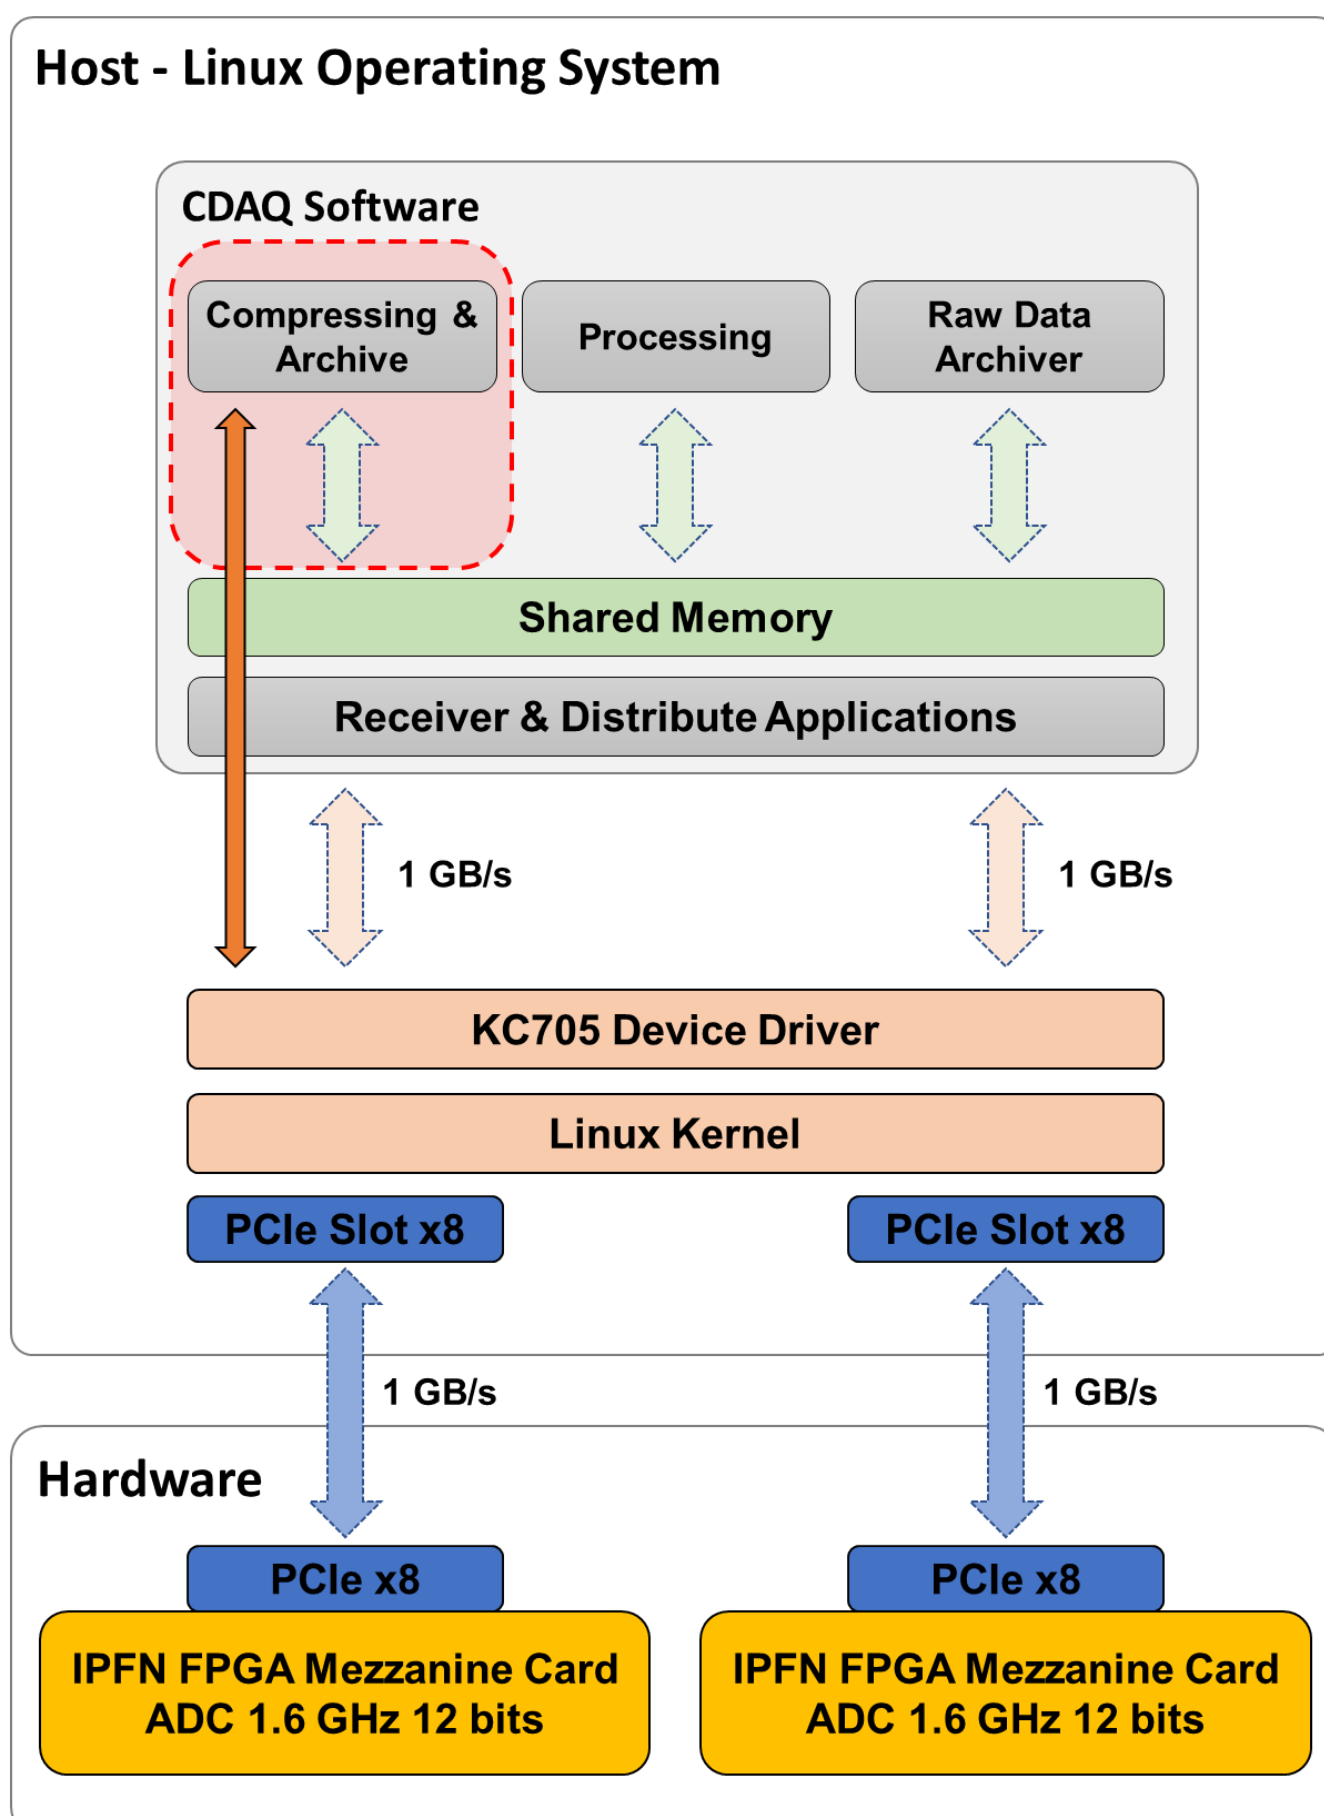 Host - Linux Operating System
CDAQ Software
Compressing &
Archive
Processing
Raw Data
Archiver
Shared Memory
Receiver & Distribute Applications
1 GB/s
1 GB/s
KC705 Device Driver
Linux Kernel
PCIe Slot x8
PCIe Slot x8
1 GB/s
1 GB/s
Hardware
PCIe x8
PCIe x8
IPFN FPGA Mezzanine Card
ADC 1.6 GHz 12 bits
IPFN FPGA Mezzanine Card
ADC 1.6 GHz 12 bits